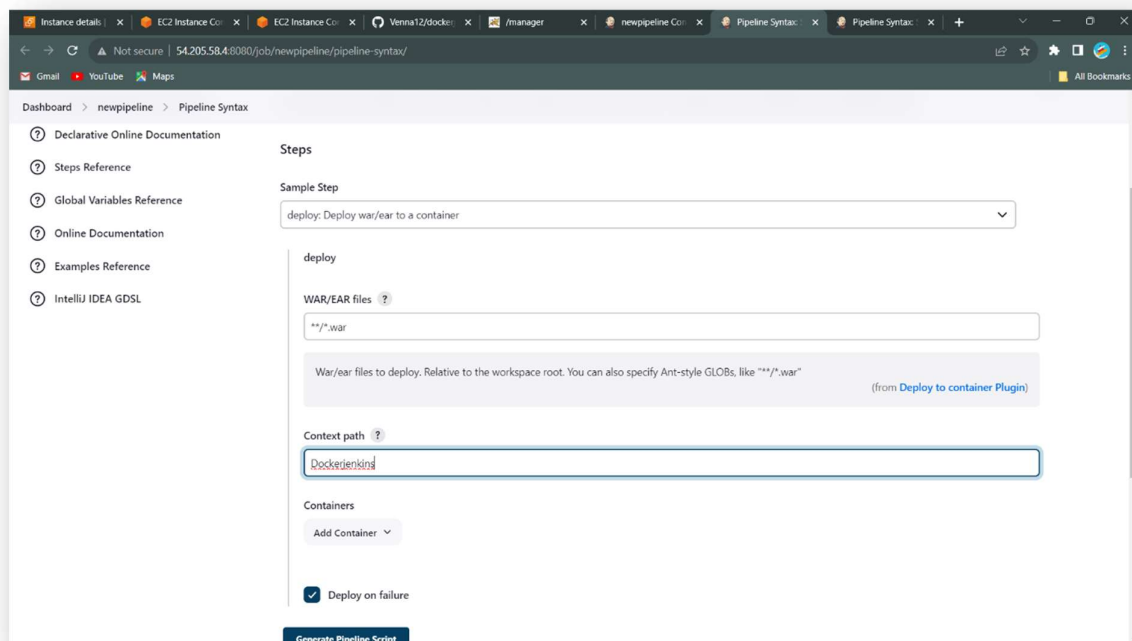 Instance details |
EC2 Instance Con
EC2 Instance Co
Venna12/docker
/manager
newpipeline Con
Pipeline Syntax:
Pipeline Syntax:
Not secure | 54.205.58.4:8080/job/newpipeline/pipeline-syntax/
Gmail YouTube Maps All Bookmarks
Dashboard > newpipeline > Pipeline Syntax
Declarative Online Documentation
Steps Reference
Global Variables Reference
Online Documentation
Examples Reference
IntelliJ IDEA GDSL
Steps
Sample Step
deploy: Deploy war/ear to a container
deploy
WAR/EAR files ?
**/*.war
War/ear files to deploy. Relative to the workspace root. You can also specify Ant-style GLOBs, like "**/*.war"
(from Deploy to container Plugin)
Context path ?
Dockerjenkins
Containers
Add Container
Deploy on failure
Generate Pipeline Script